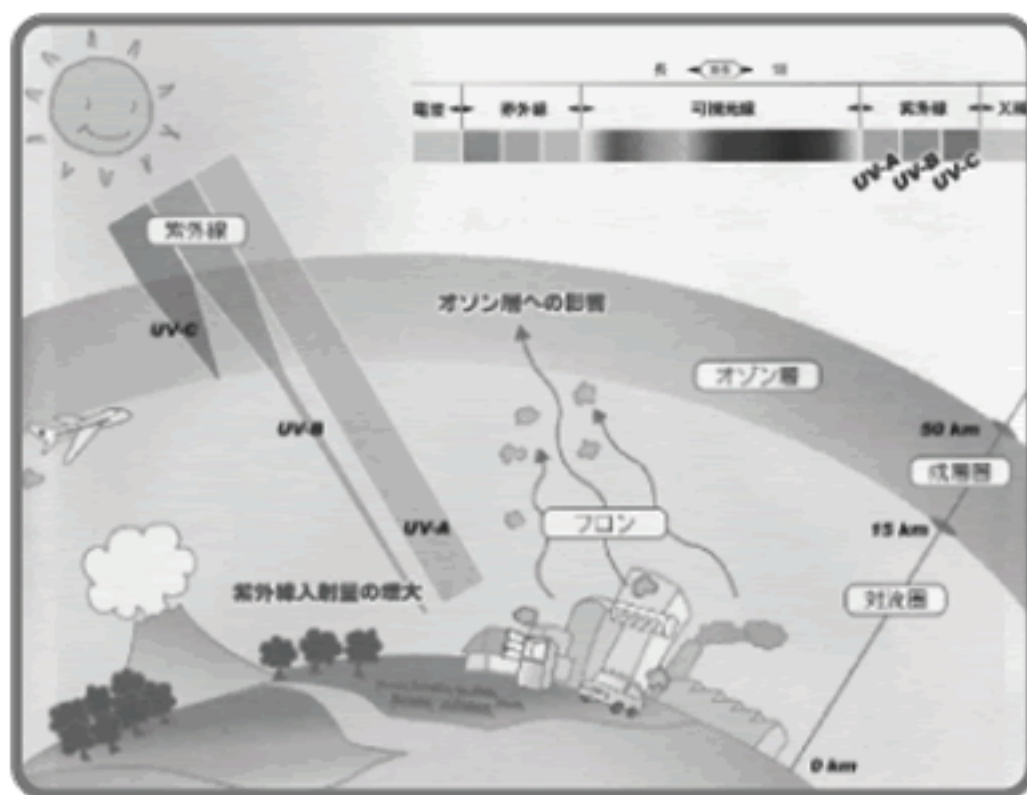 長 短
電波 赤外線 可視光線 紫外線 X線
UV-A UV-B UV-C
紫外線
オゾン層への影響
UV-C
オゾン層
UV-B
50 km
成層圏
フロン
UV-A
15 km
紫外線入射量の増大
対流圏
0 km